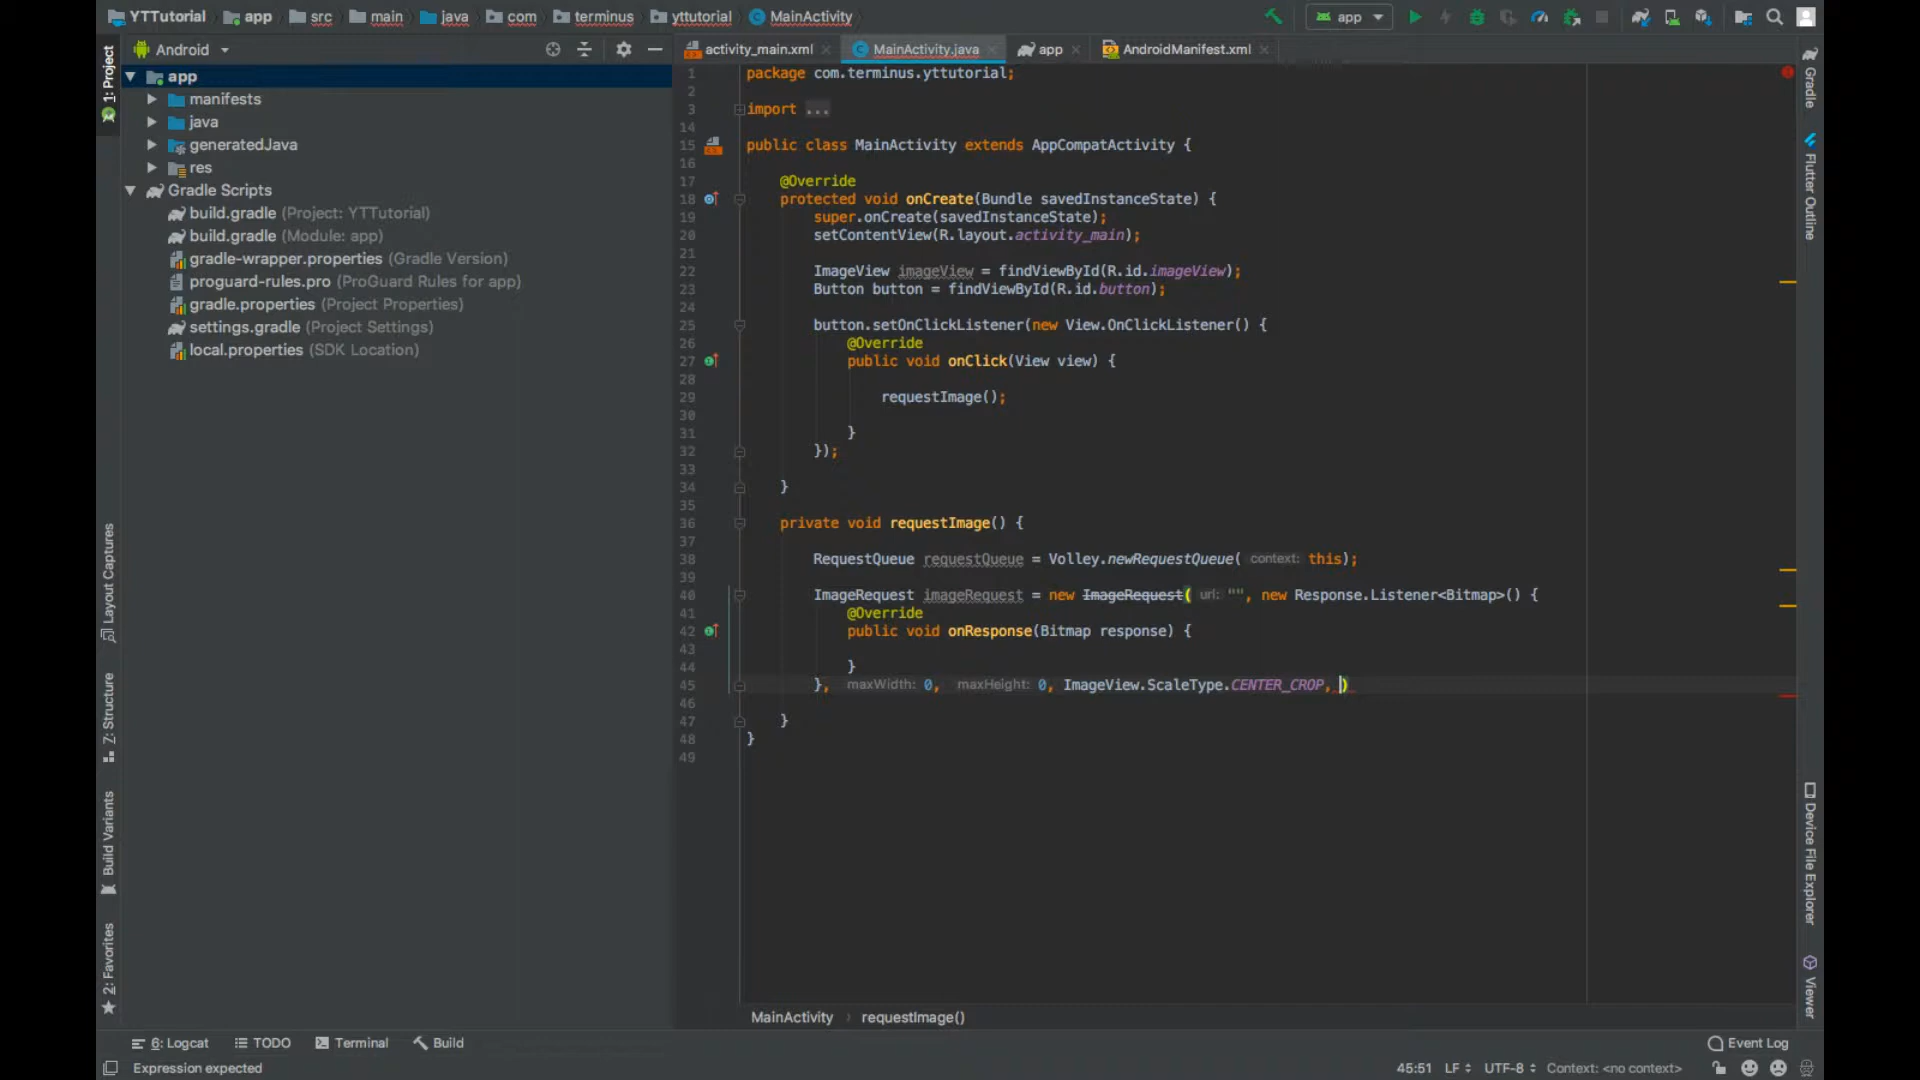 YTTutorial app src main java com terminus yttutorial MainActivity app
1: Project Android activity_main.xml MainActivity.java app AndroidManifest.xml
app
manifests
java
generatedJava
res
Gradle Scripts
build.gradle (Project: YTTutorial)
build.gradle (Module: app)
gradle-wrapper.properties (Gradle Version)
proguard-rules.pro (ProGuard Rules for app)
gradle.properties (Project Properties)
settings.gradle (Project Settings)
local.properties (SDK Location)
Layout Captures
Z: Structure
Build Variants
2: Favorites
1 package com.terminus.yttutorial;
2
3 import ...
14
15 public class MainActivity extends AppCompatActivity {
16
17 @Override
18 protected void onCreate(Bundle savedInstanceState) {
19 super.onCreate(savedInstanceState);
20 setContentView(R.layout.activity_main);
21
22 ImageView imageView = findViewById(R.id.imageView);
23 Button button = findViewById(R.id.button);
24
25 button.setOnClickListener(new View.OnClickListener() {
26 @Override
27 public void onClick(View view) {
28
29 requestImage();
30
31 }
32 });
33
34 }
35
36 private void requestImage() {
37
38 RequestQueue requestQueue = Volley.newRequestQueue( context: this);
39
40 ImageRequest imageRequest = new ImageRequest( url: "", new Response.Listener<Bitmap>() {
41 @Override
42 public void onResponse(Bitmap response) {
43
44 }
45 }, maxWidth: 0, maxHeight: 0, ImageView.ScaleType.CENTER_CROP, )
46
47 }
48 }
49
Gradle
Flutter Outline
Device File Explorer
Viewer
MainActivity › requestImage()
6: Logcat TODO Terminal Build Event Log
Expression expected 45:51 LF UTF-8 Context: <no context>